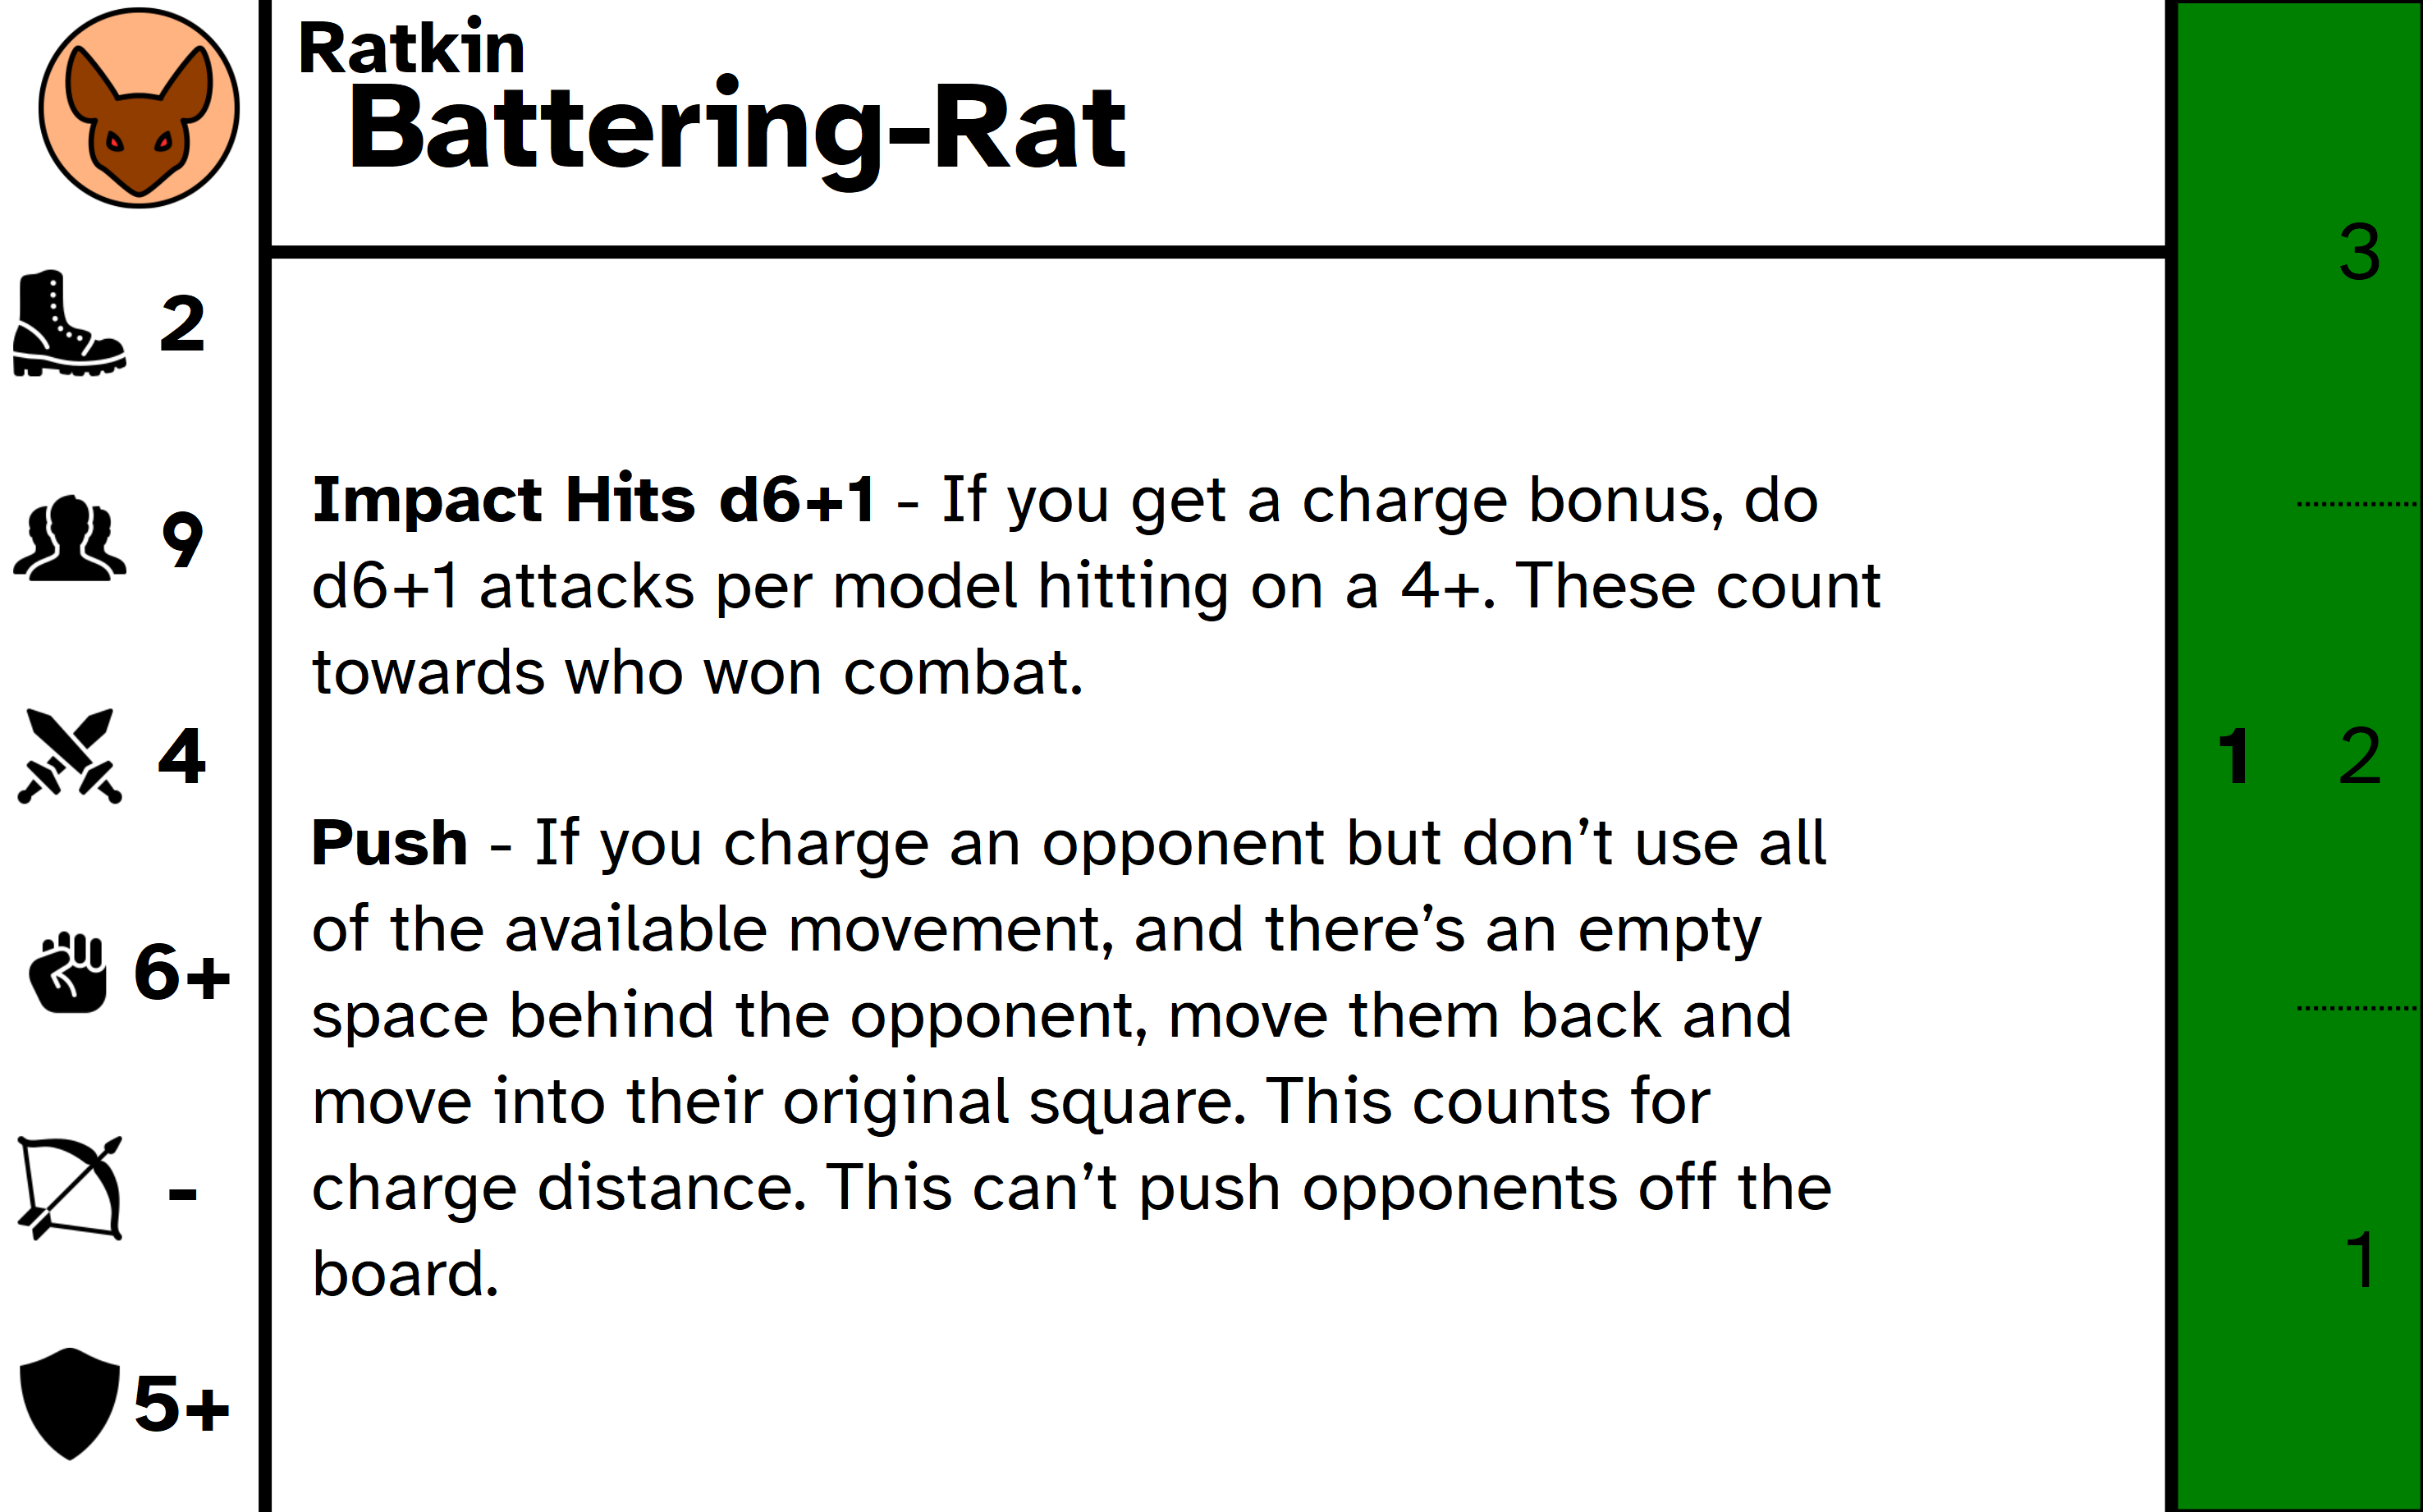 Ratkin
Battering-Rat
2
9
4
6+
-
5+
Impact Hits d6+1 - If you get a charge bonus, do
d6+1 attacks per model hitting on a 4+. These count
towards who won combat.
Push - If you charge an opponent but don’t use all
of the available movement, and there’s an empty
space behind the opponent, move them back and
move into their original square. This counts for
charge distance. This can’t push opponents off the
board.
3
1 2
1